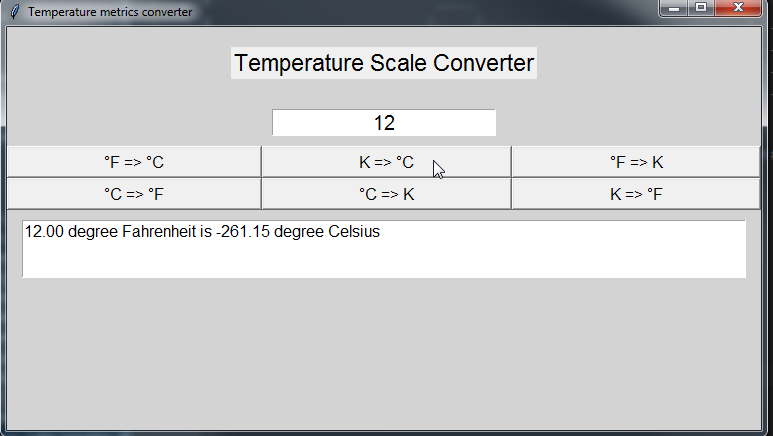 Temperature metrics converter
Temperature Scale Converter
12
°F => °C K => °C °F => K
°C => °F °C => K K => °F
12.00 degree Fahrenheit is -261.15 degree Celsius